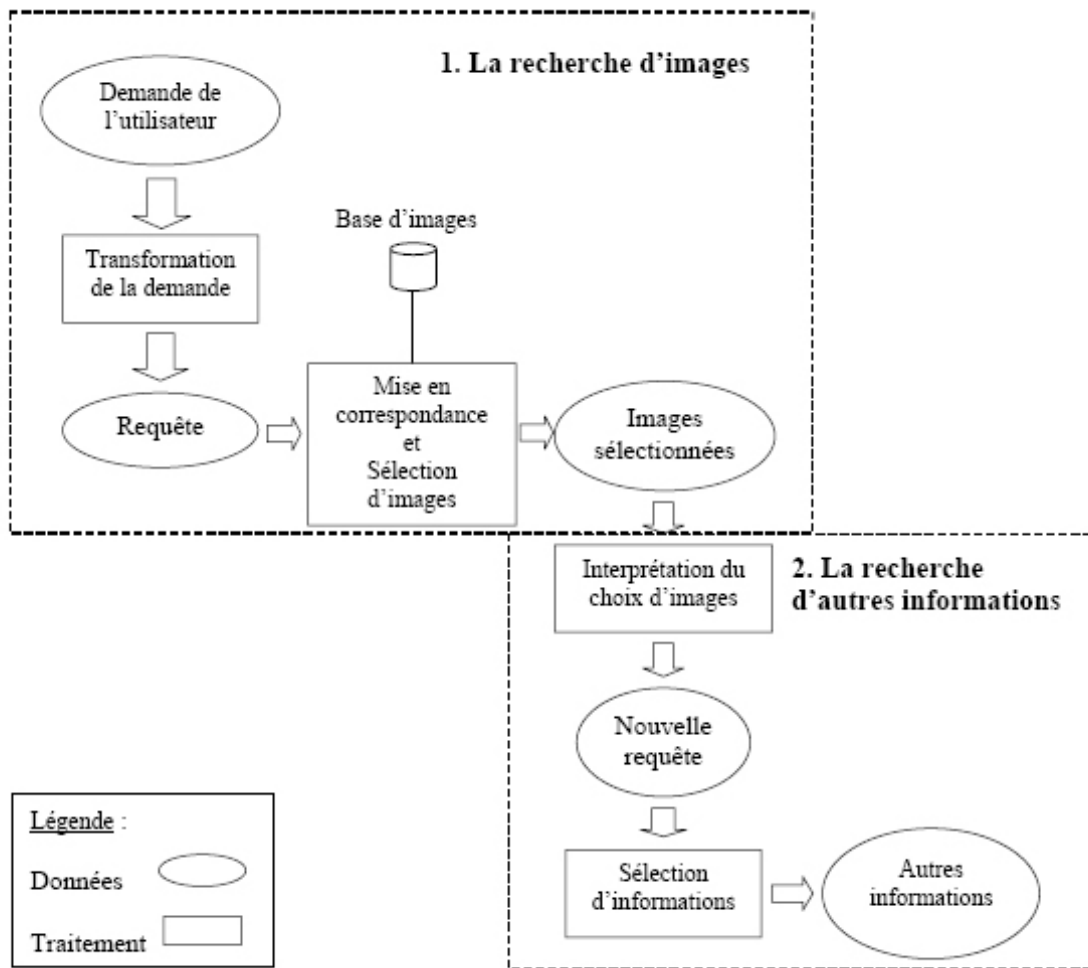 1. La recherche d'images
Demande de
l'utilisateur
Transformation
de la demande
Requête
Base d'images
Mise en
correspondance
et
Sélection
d'images
Images
sélectionnées
2. La recherche
d'autres informations
Interprétation du
choix d'images
Nouvelle
requête
Sélection
d'informations
Autres
informations
Légende :
Données
Traitement